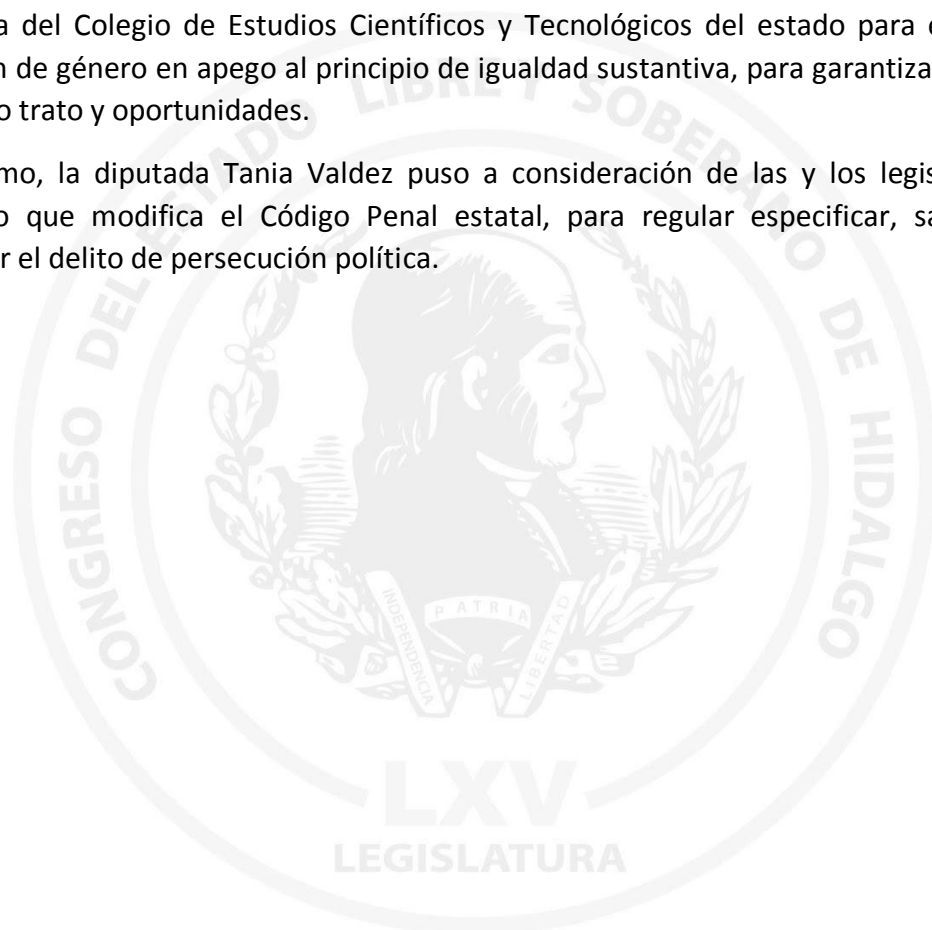 a del Colegio de Estudios Científicos y Tecnológicos del estado para
n de género en apego al principio de igualdad sustantiva, para garantiza
o trato y oportunidades.
mo, la diputada Tania Valdez puso a consideración de las y los legis
o que modifica el Código Penal estatal, para regular especificar, sa
r el delito de persecución política.
CONGRESO DEL ESTADO LIBRE Y SOBERANO DE HIDALGO
INDEPENDENCIA
PATRIA
LIBERTAD
LXV
LEGISLATURA